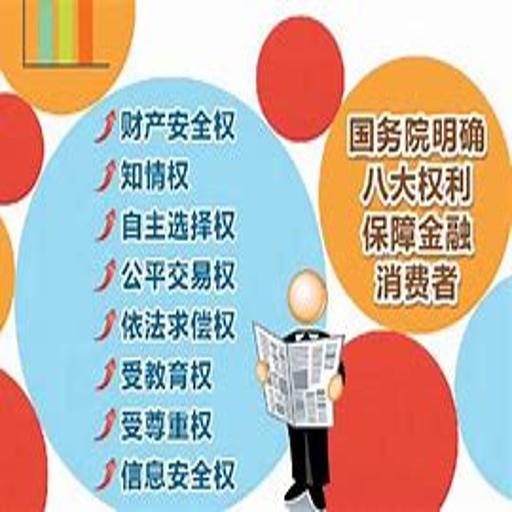 财产安全权
知情权
自主选择权
公平交易权
依法求偿权
受教育权
受尊重权
信息安全权
国务院明确
八大权利
保障金融
消费者